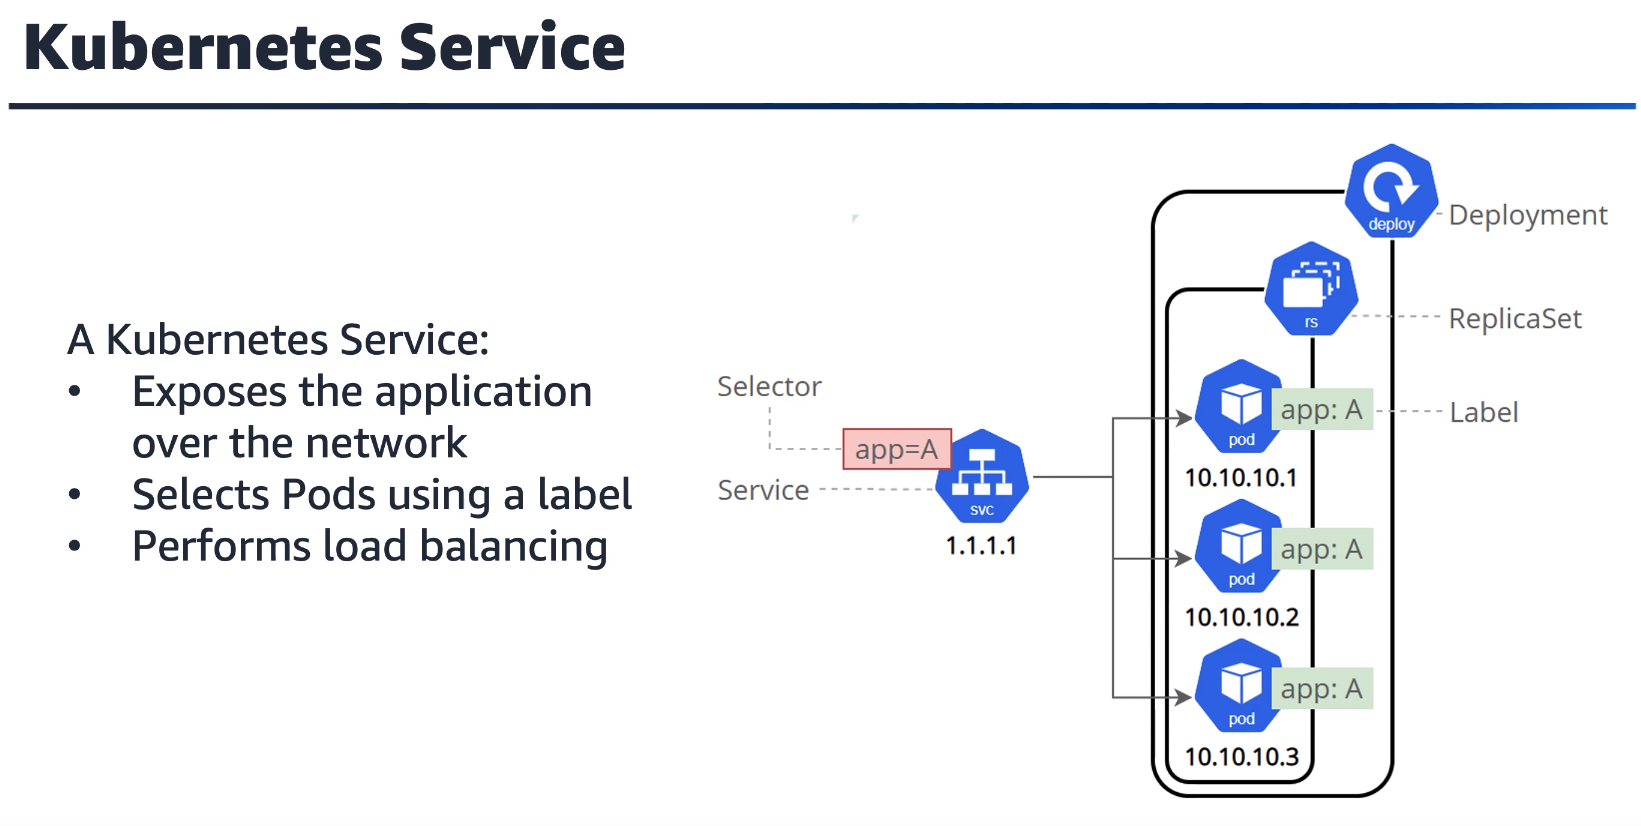 Kubernetes Service
A Kubernetes Service:
• Exposes the application
over the network
• Selects Pods using a label
• Performs load balancing
deploy
Deployment
rs
ReplicaSet
Selector
app=A
Service
svc
1.1.1.1
pod
app: A
Label
10.10.10.1
pod
app: A
10.10.10.2
pod
app: A
10.10.10.3